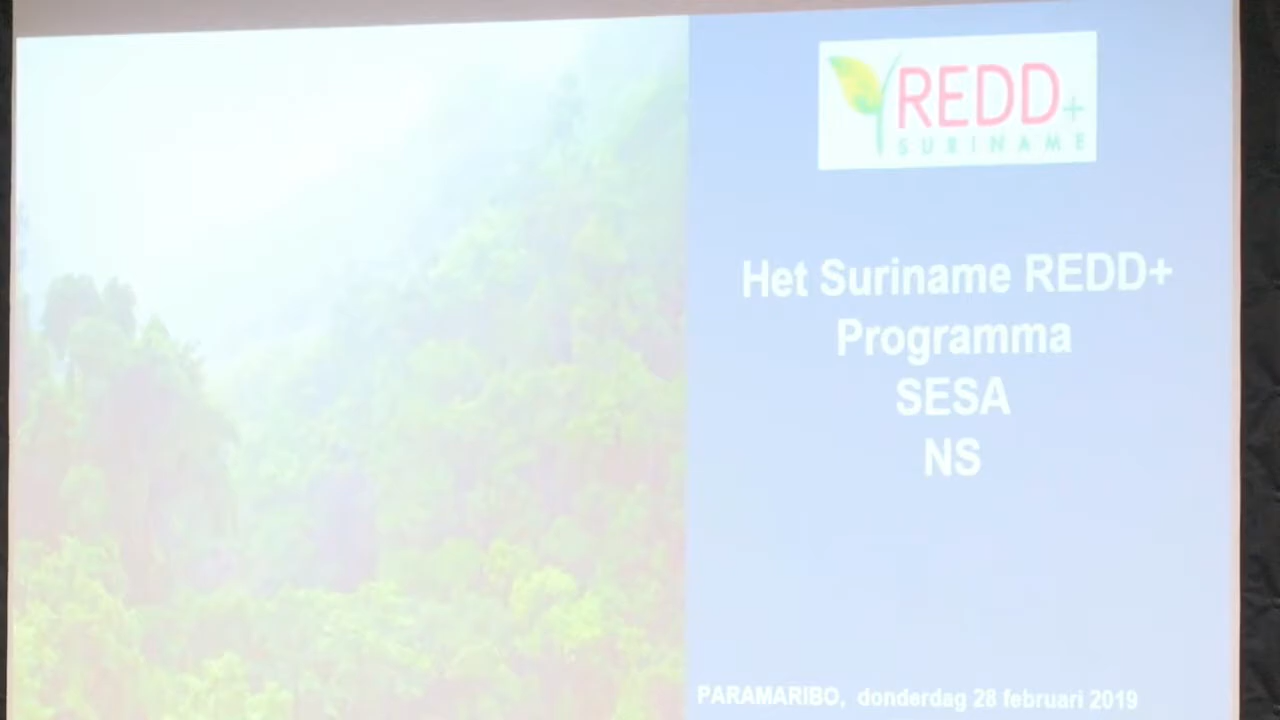 REDD+
SURINAME
Het Suriname REDD+
Programma
SESA
NS
PARAMARIBO, donderdag 28 februari 2019